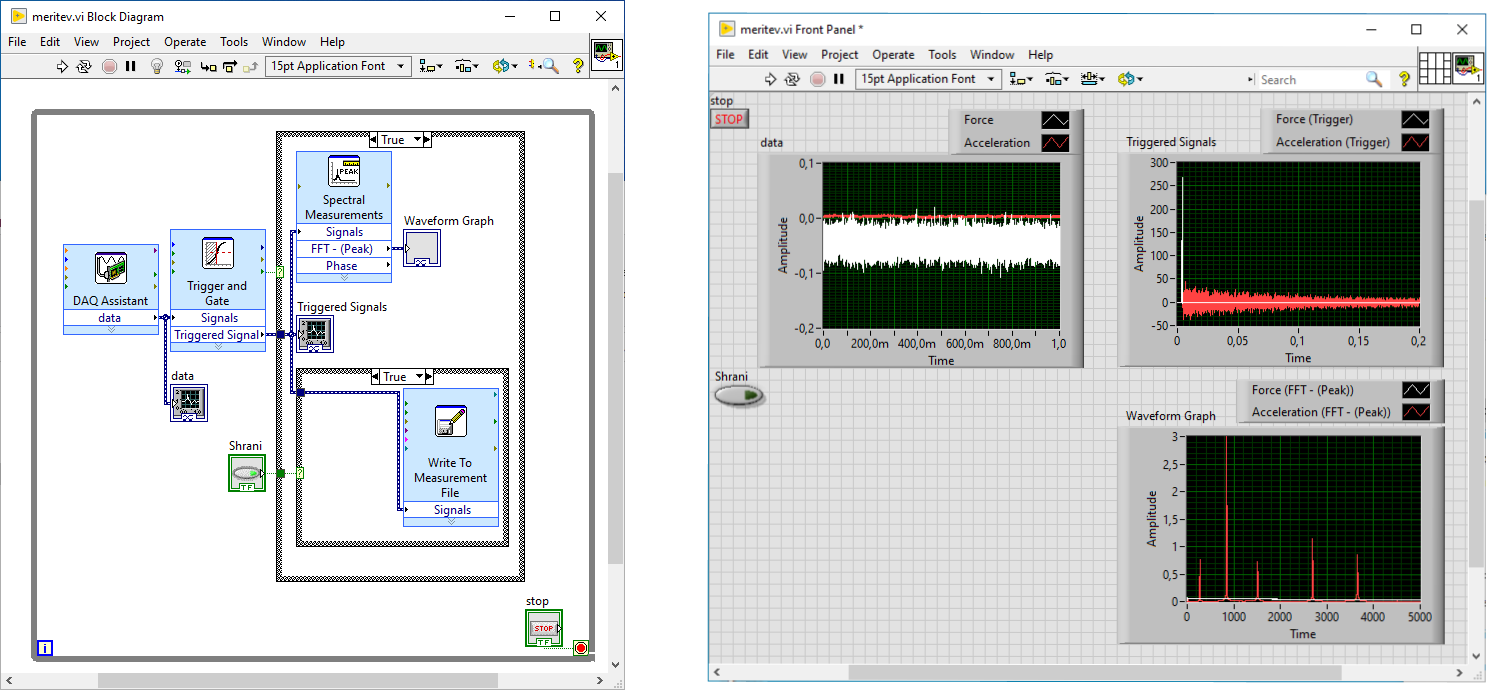 meritev.vi Block Diagram
File Edit View Project Operate Tools Window Help
15pt Application Font
1
True
PEAK
Spectral
Measurements
Signals
FFT - (Peak)
Phase
Waveform Graph
DAQ Assistant
data
Trigger and
Gate
Signals
Triggered Signal
?
Triggered Signals
data
True
Shrani
TF
?
Write To
Measurement
File
Signals
stop
STOP
TF
i
meritev.vi Front Panel *
File Edit View Project Operate Tools Window Help
15pt Application Font
Search
1
stop
STOP
data
Force
Acceleration
0,1
0,0
-0,1
-0,2
Amplitude
0,0 200,0m 400,0m 600,0m 800,0m 1,0
Time
Triggered Signals
Force (Trigger)
Acceleration (Trigger)
300
250
200
150
100
50
0
-50
Amplitude
0 0,05 0,1 0,15 0,2
Time
Shrani
Waveform Graph
Force (FFT - (Peak))
Acceleration (FFT - (Peak))
3
2,5
2
1,5
1
0,5
0
Amplitude
0 1000 2000 3000 4000 5000
Time